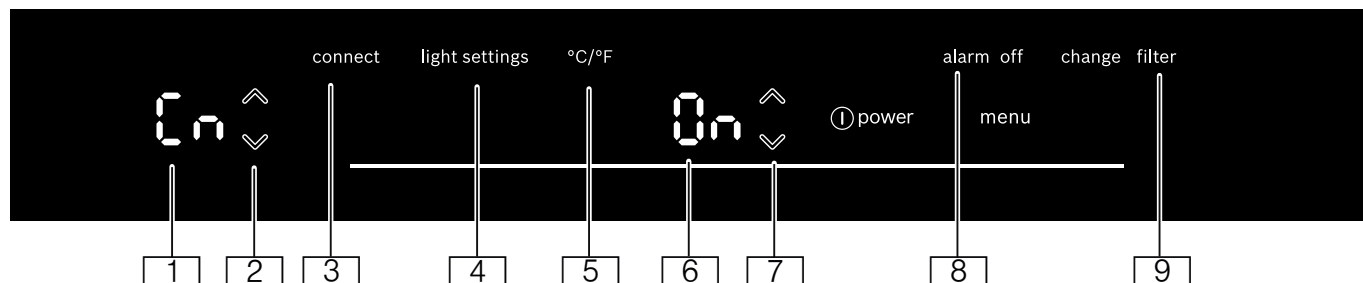 connect light settings °C/°F alarm off change filter
Cn On power menu
1 2 3 4 5 6 7 8 9